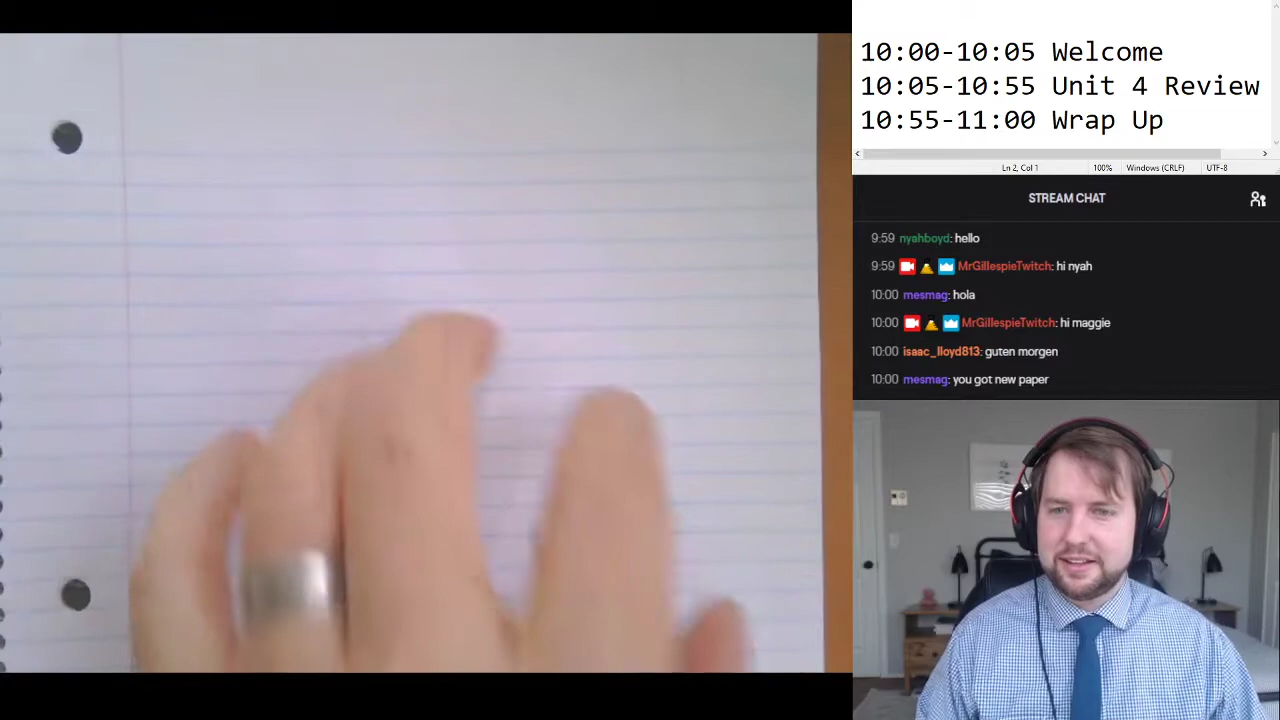 10:00-10:05 Welcome
10:05-10:55 Unit 4 Review
10:55-11:00 Wrap Up
Ln 2, Col 1 100% Windows (CRLF) UTF-8
STREAM CHAT
9:59 nyahboyd: hello
9:59 MrGillespieTwitch: hi nyah
10:00 mesmag: hola
10:00 MrGillespieTwitch: hi maggie
10:00 isaac_lloyd813: guten morgen
10:00 mesmag: you got new paper